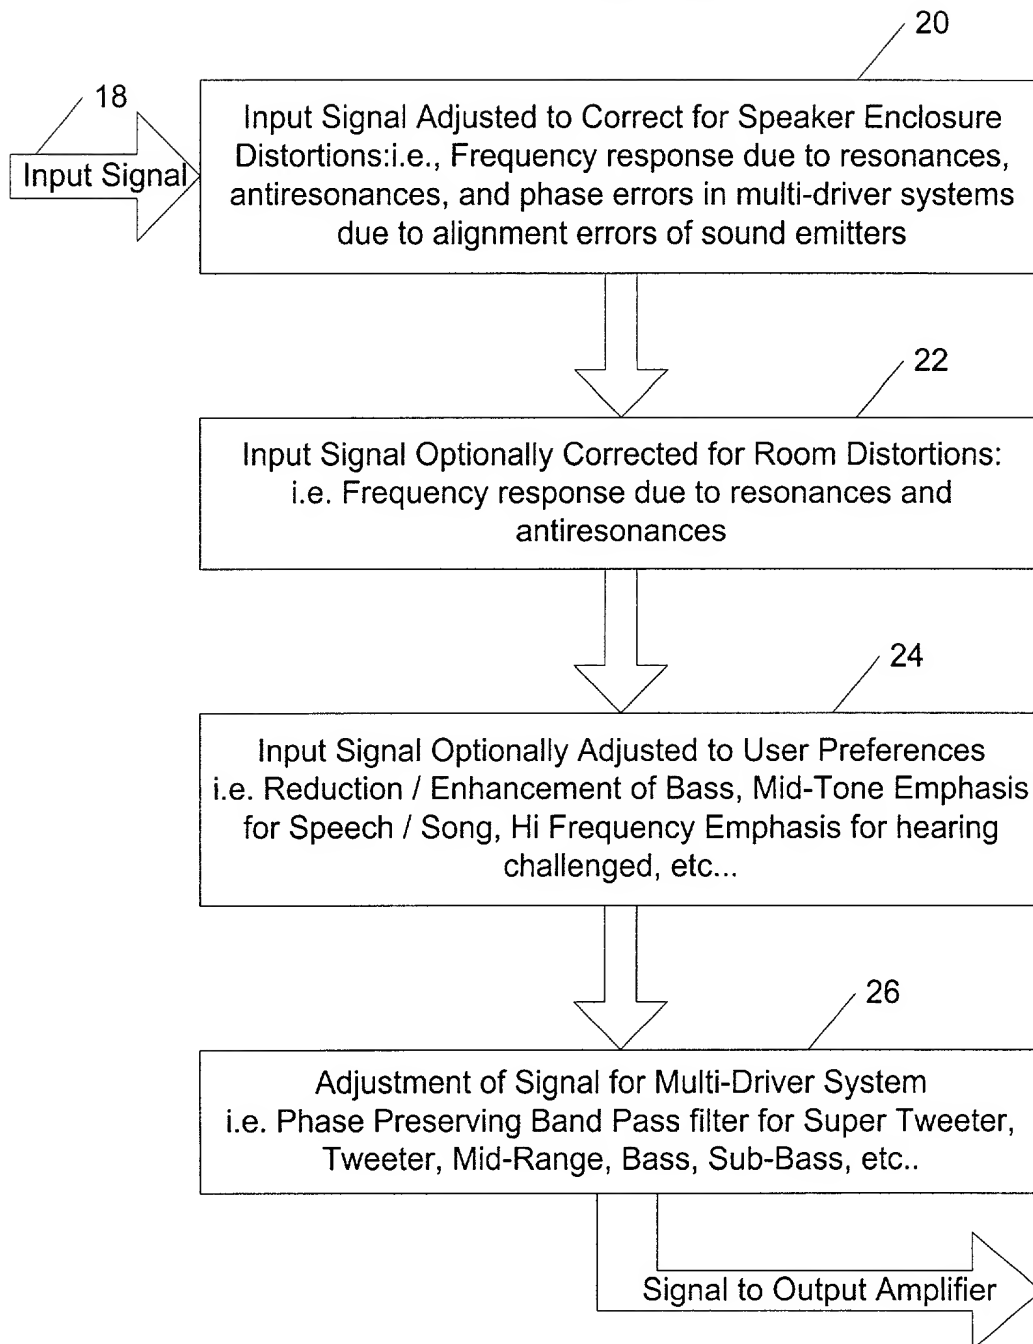 20
18
Input Signal
Input Signal Adjusted to Correct for Speaker Enclosure
Distortions:i.e., Frequency response due to resonances,
antiresonances, and phase errors in multi-driver systems
due to alignment errors of sound emitters
22
Input Signal Optionally Corrected for Room Distortions:
i.e. Frequency response due to resonances and
antiresonances
24
Input Signal Optionally Adjusted to User Preferences
i.e. Reduction / Enhancement of Bass, Mid-Tone Emphasis
for Speech / Song, Hi Frequency Emphasis for hearing
challenged, etc...
26
Adjustment of Signal for Multi-Driver System
i.e. Phase Preserving Band Pass filter for Super Tweeter,
Tweeter, Mid-Range, Bass, Sub-Bass, etc..
Signal to Output Amplifier